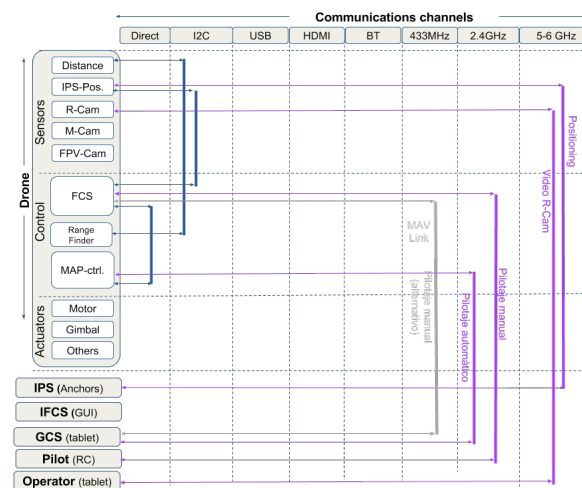 Communications channels
Direct I2C USB HDMI BT 433MHz 2.4GHz 5-6 GHz
Drone
Sensors
Distance
IPS-Pos.
R-Cam
M-Cam
FPV-Cam
Control
FCS
Range
Finder
MAP-ctrl.
Actuators
Motor
Gimbal
Others
MAV
Link
Pilotaje manual
(alternativo)
Pilotaje automático
Pilotaje manual
Video R-Cam
Positioning
IPS (Anchors)
IFCS (GUI)
GCS (tablet)
Pilot (RC)
Operator (tablet)